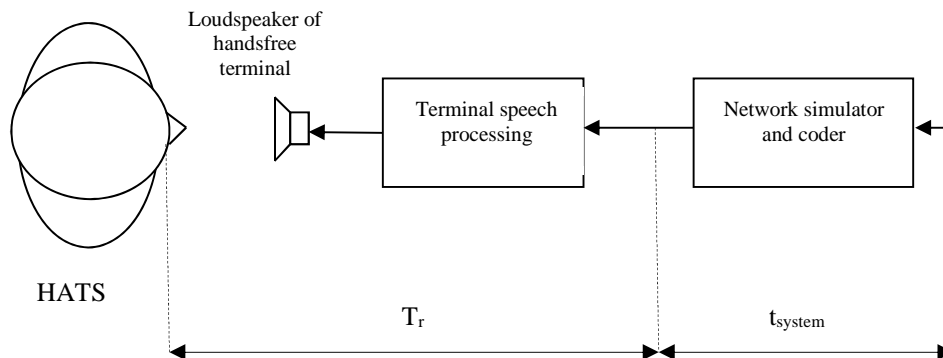 Loudspeaker of
handsfree
terminal
Terminal speech
processing
Network simulator
and coder
HATS
Tr
tsystem